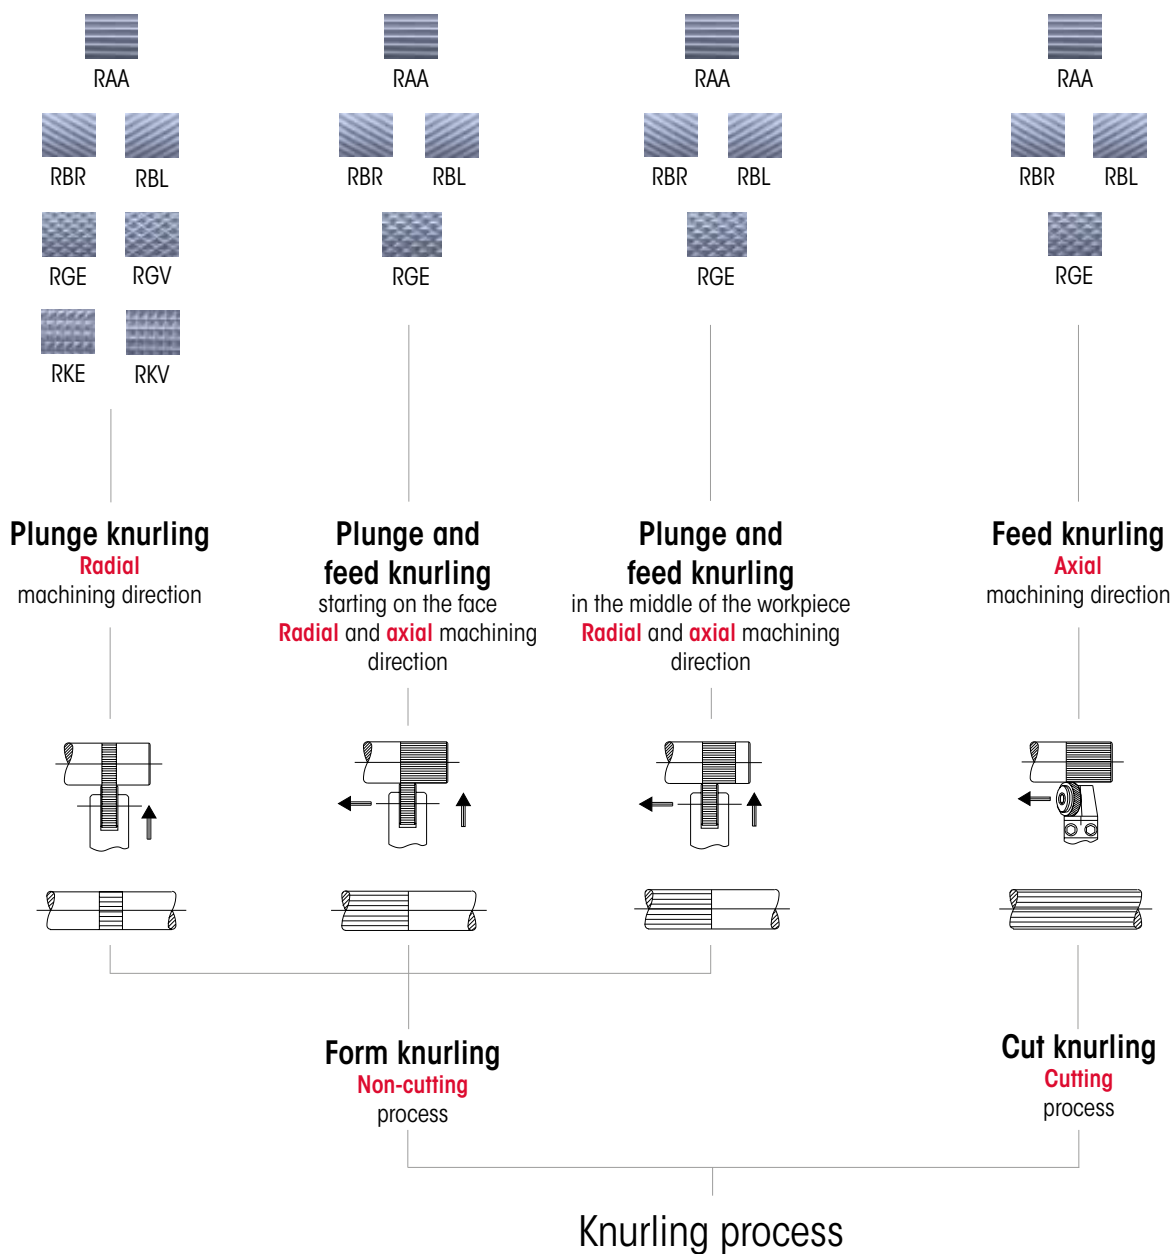 RAA
RAA
RAA
RAA
RBR
RBL
RBR
RBL
RBR
RBL
RBR
RBL
RGE
RGV
RGE
RGE
RGE
RKE
RKV
Plunge knurling
Radial
machining direction
Plunge and
feed knurling
starting on the face
Radial and axial machining
direction
Plunge and
feed knurling
in the middle of the workpiece
Radial and axial machining
direction
Feed knurling
Axial
machining direction
Form knurling
Non-cutting
process
Cut knurling
Cutting
process
Knurling process